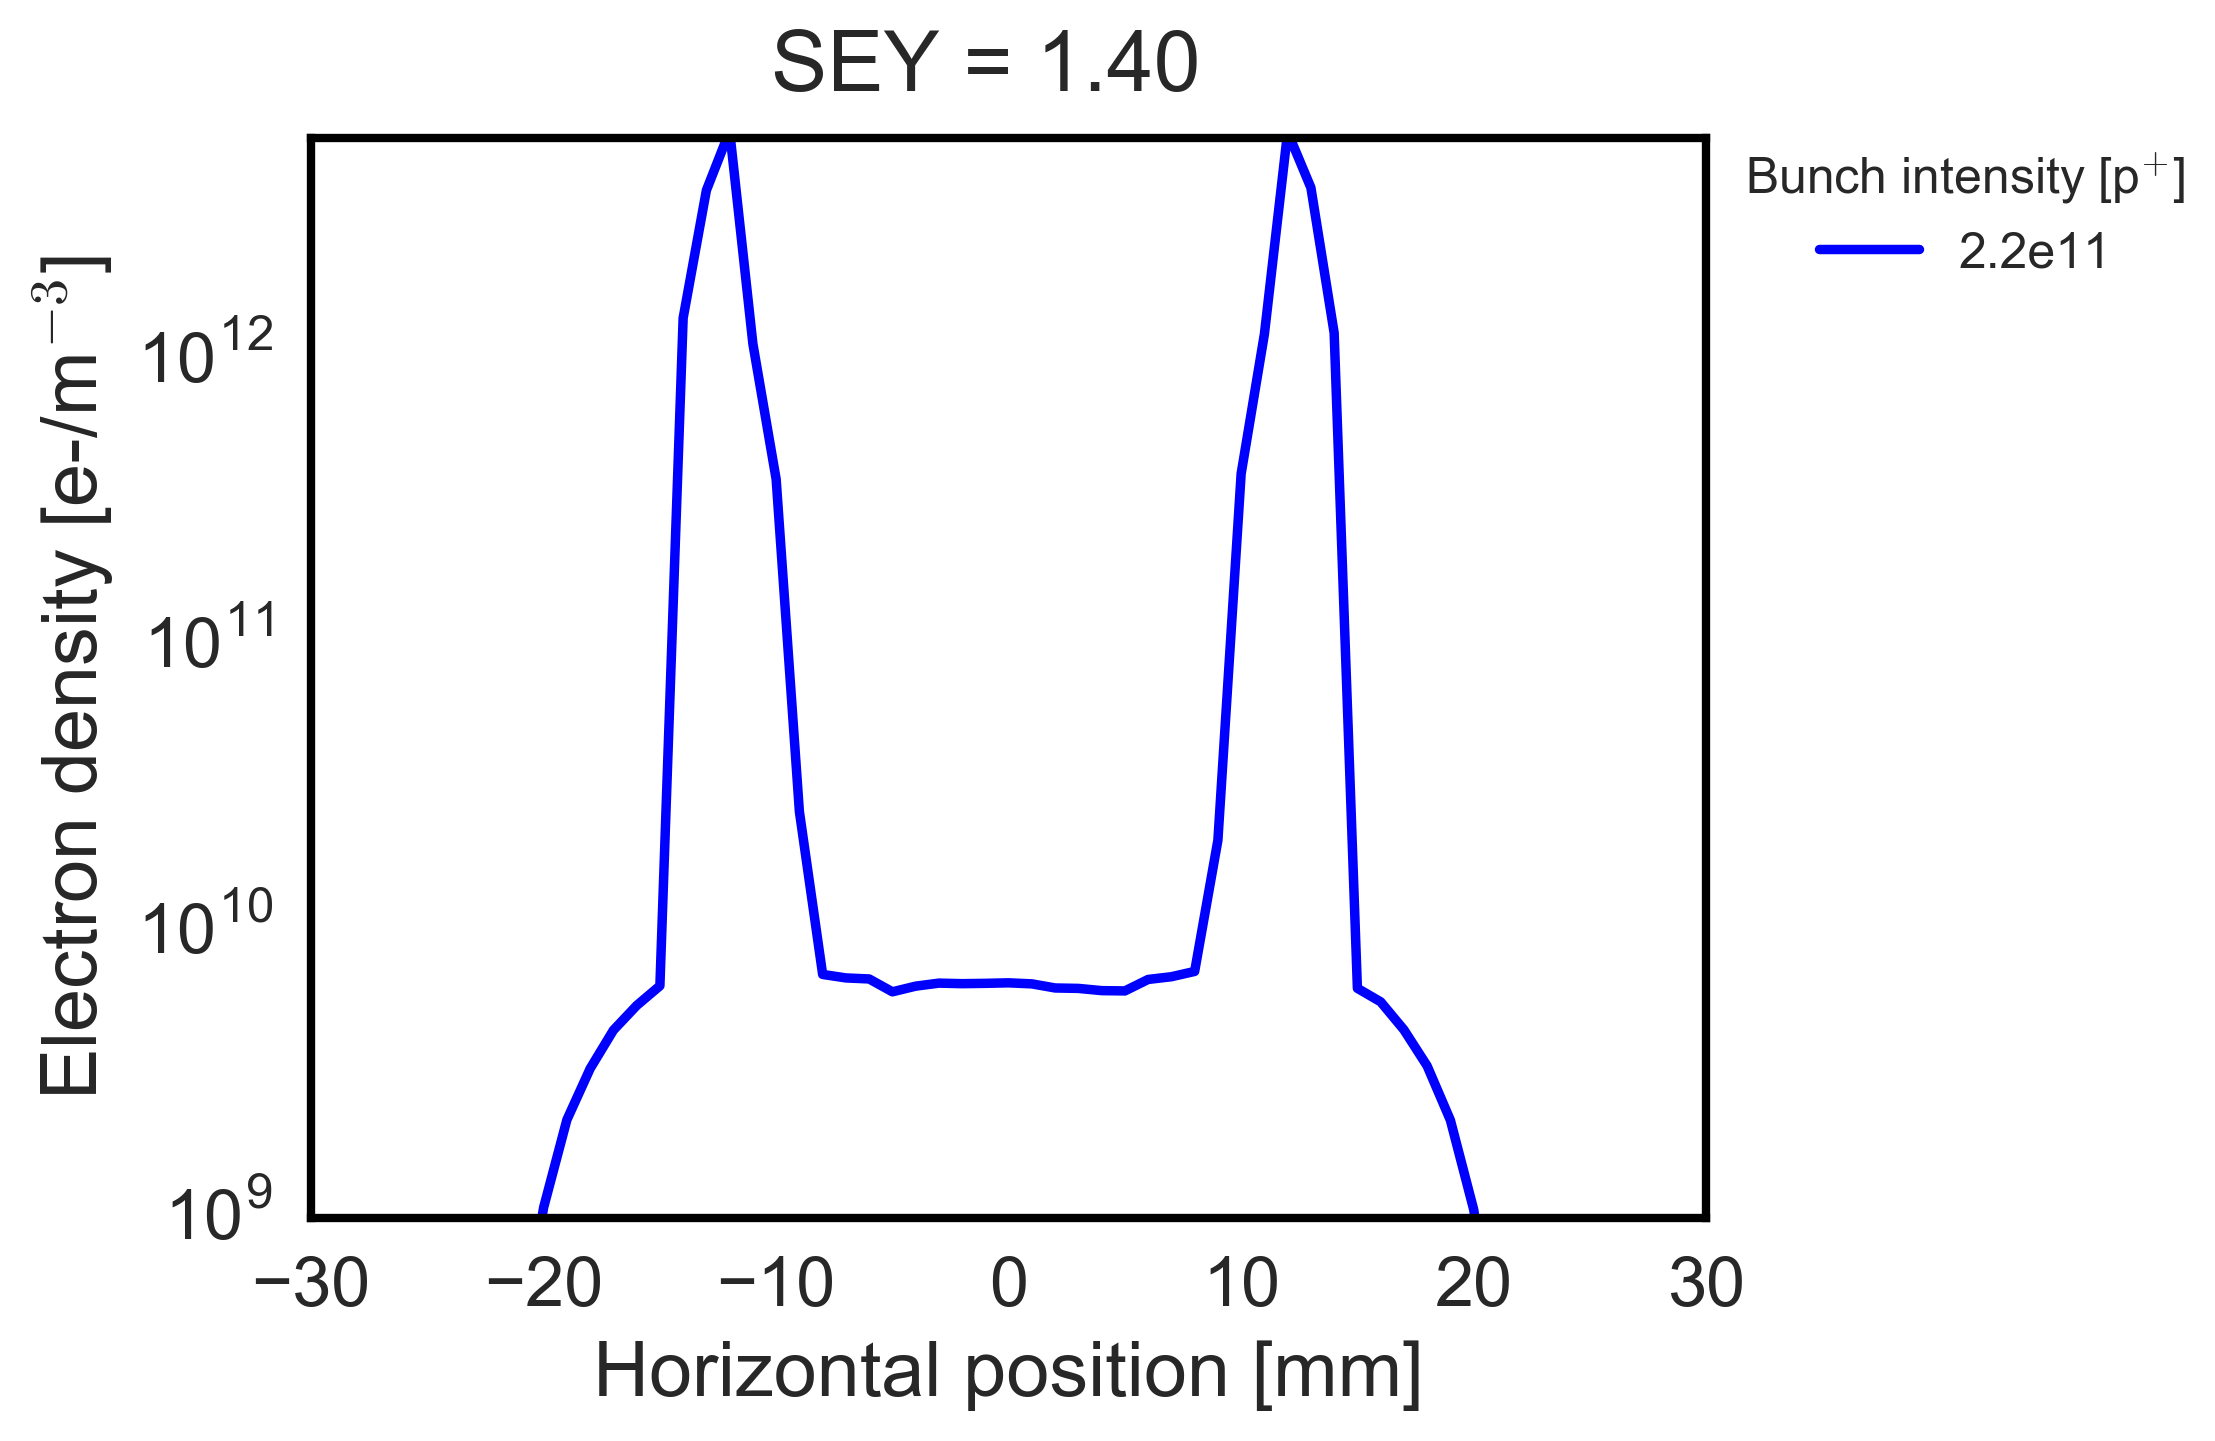 SEY = 1.40
Bunch intensity [p⁺]
2.2e11
Electron density [e-/m⁻³]
10¹²
10¹¹
10¹⁰
10⁹
−30 −20 −10 0 10 20 30
Horizontal position [mm]